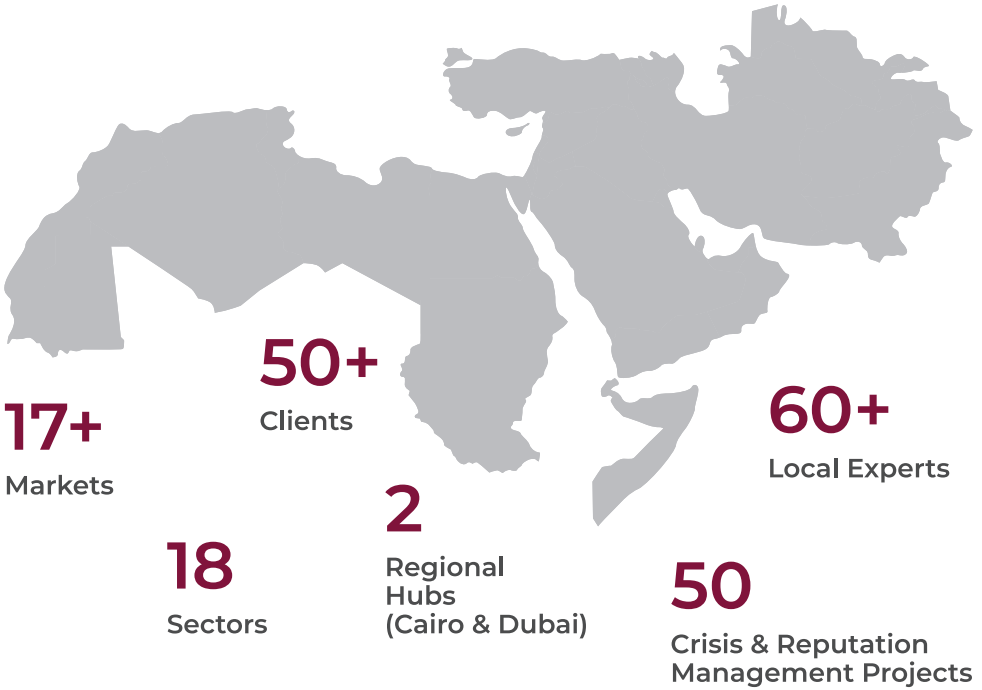 50+
Clients
17+
Markets
60+
Local Experts
2
Regional
Hubs
(Cairo & Dubai)
18
Sectors
50
Crisis & Reputation
Management Projects